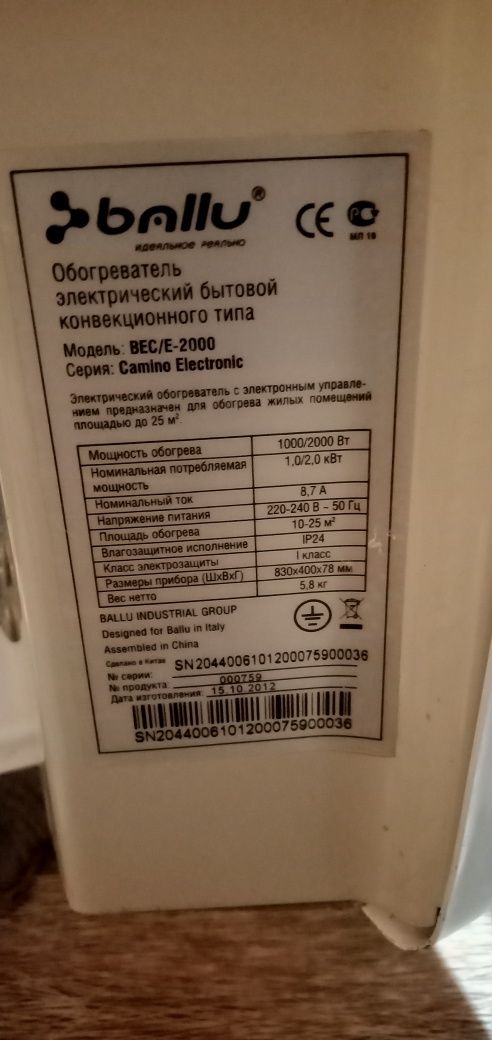 ballu®
идеальное реально
CE РС
МЛ 19
Обогреватель
электрический бытовой
конвекционного типа
Модель: BEC/E-2000
Серия: Camino Electronic
Электрический обогреватель с электронным управле-
нием предназначен для обогрева жилых помещений
площадью до 25 м²
Мощность обогрева 1000/2000 Вт
Номинальная потребляемая мощность 1,0/2,0 кВт
Номинальный ток 8,7 А
Напряжение питания 220-240 В ~ 50 Гц
Площадь обогрева 10-25 м²
Влагозащитное исполнение IP24
Класс электрозащиты I класс
Размеры прибора (ШхВхГ) 830х400х78 мм
Вес нетто 5,8 кг
BALLU INDUSTRIAL GROUP
Designed for Ballu in Italy
Assembled in China
Сделано в Китае
№ серии: SN2044006101200075900036
№ продукта: 000759
Дата изготовления: 15.10.2012
SN2044006101200075900036